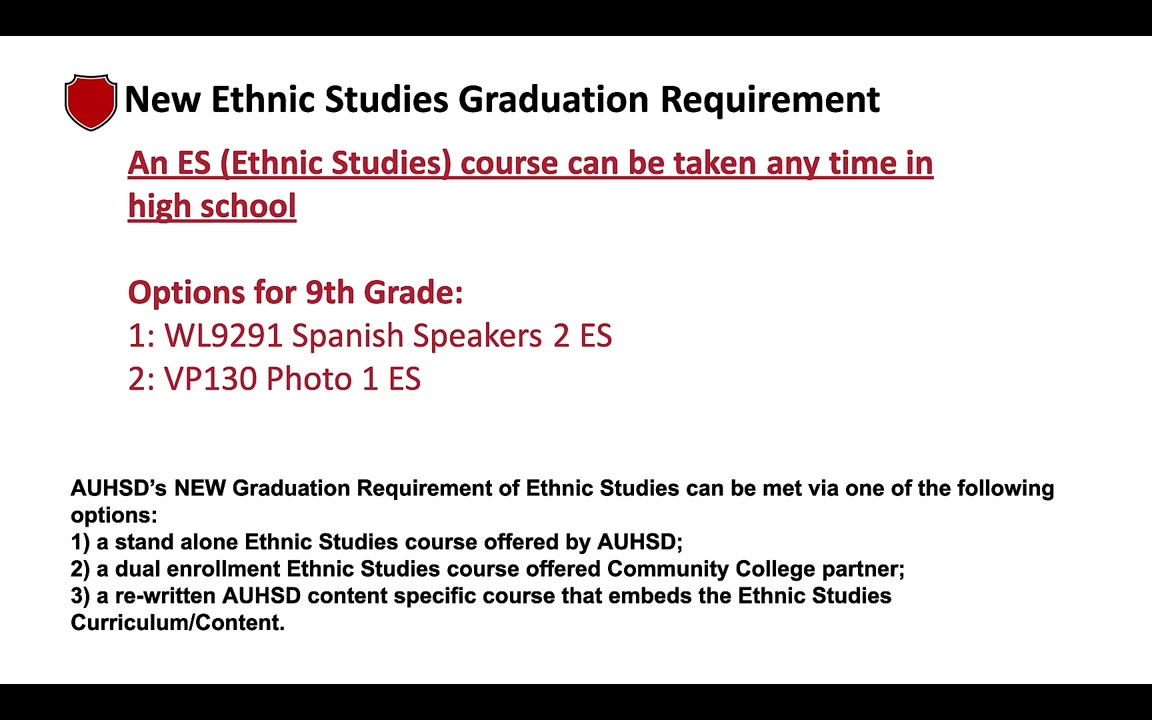 New Ethnic Studies Graduation Requirement
An ES (Ethnic Studies) course can be taken any time in
high school
Options for 9th Grade:
1: WL9291 Spanish Speakers 2 ES
2: VP130 Photo 1 ES
AUHSD’s NEW Graduation Requirement of Ethnic Studies can be met via one of the following
options:
1) a stand alone Ethnic Studies course offered by AUHSD;
2) a dual enrollment Ethnic Studies course offered Community College partner;
3) a re-written AUHSD content specific course that embeds the Ethnic Studies
Curriculum/Content.